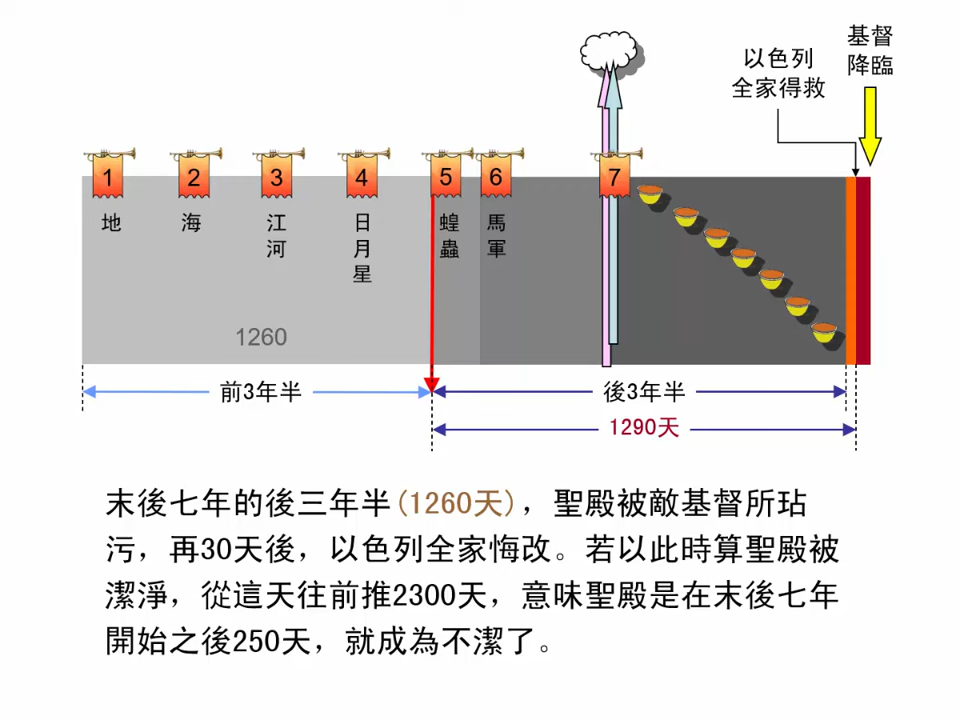 基督
降臨
以色列
全家得救
1
2
3
4
5
6
7
地
海
江河
日月星
蝗蟲
馬軍
1260
前3年半
後3年半
1290天
末後七年的後三年半(1260天)，聖殿被敵基督所玷
污，再30天後，以色列全家悔改。若以此時算聖殿被
潔淨，從這天往前推2300天，意味聖殿是在末後七年
開始之後250天，就成為不潔了。